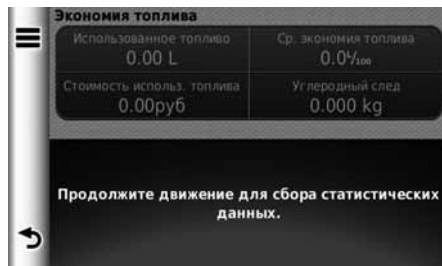 Экономия топлива
Использованное топливо
0.00 L
Ср. экономия топлива
0.0л/100
Стоимость использ. топлива
0.00руб
Углеродный след
0.000 kg
Продолжите движение для сбора статистических
данных.